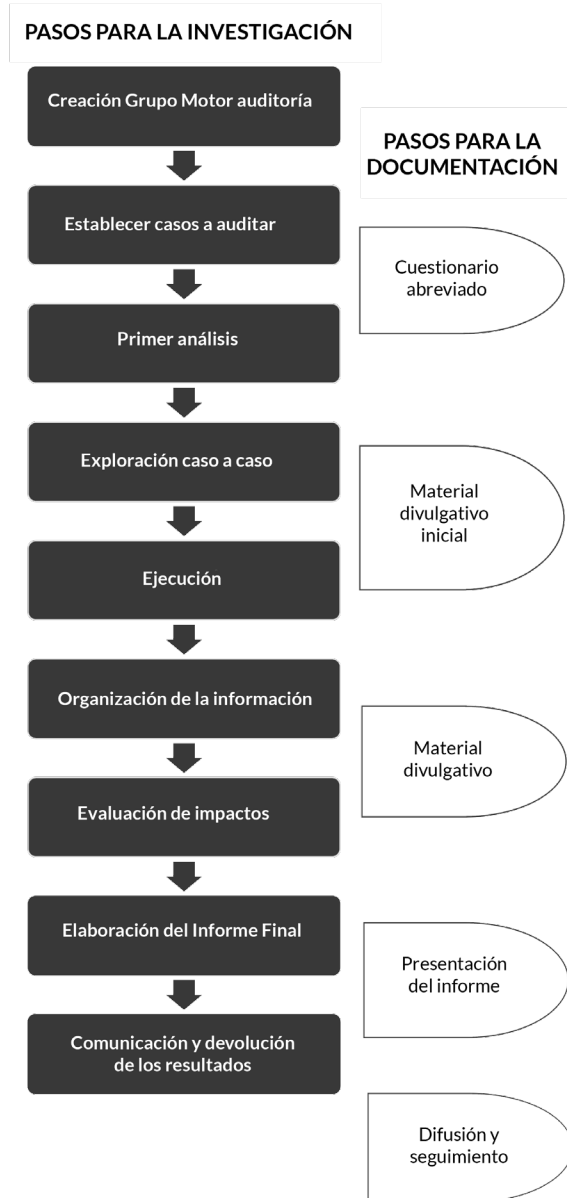 PASOS PARA LA INVESTIGACIÓN
Creación Grupo Motor auditoría
Establecer casos a auditar
Primer análisis
Exploración caso a caso
Ejecución
Organización de la información
Evaluación de impactos
Elaboración del Informe Final
Comunicación y devolución
de los resultados
PASOS PARA LA
DOCUMENTACIÓN
Cuestionario
abreviado
Material
divulgativo
inicial
Material
divulgativo
Presentación
del informe
Difusión y
seguimiento